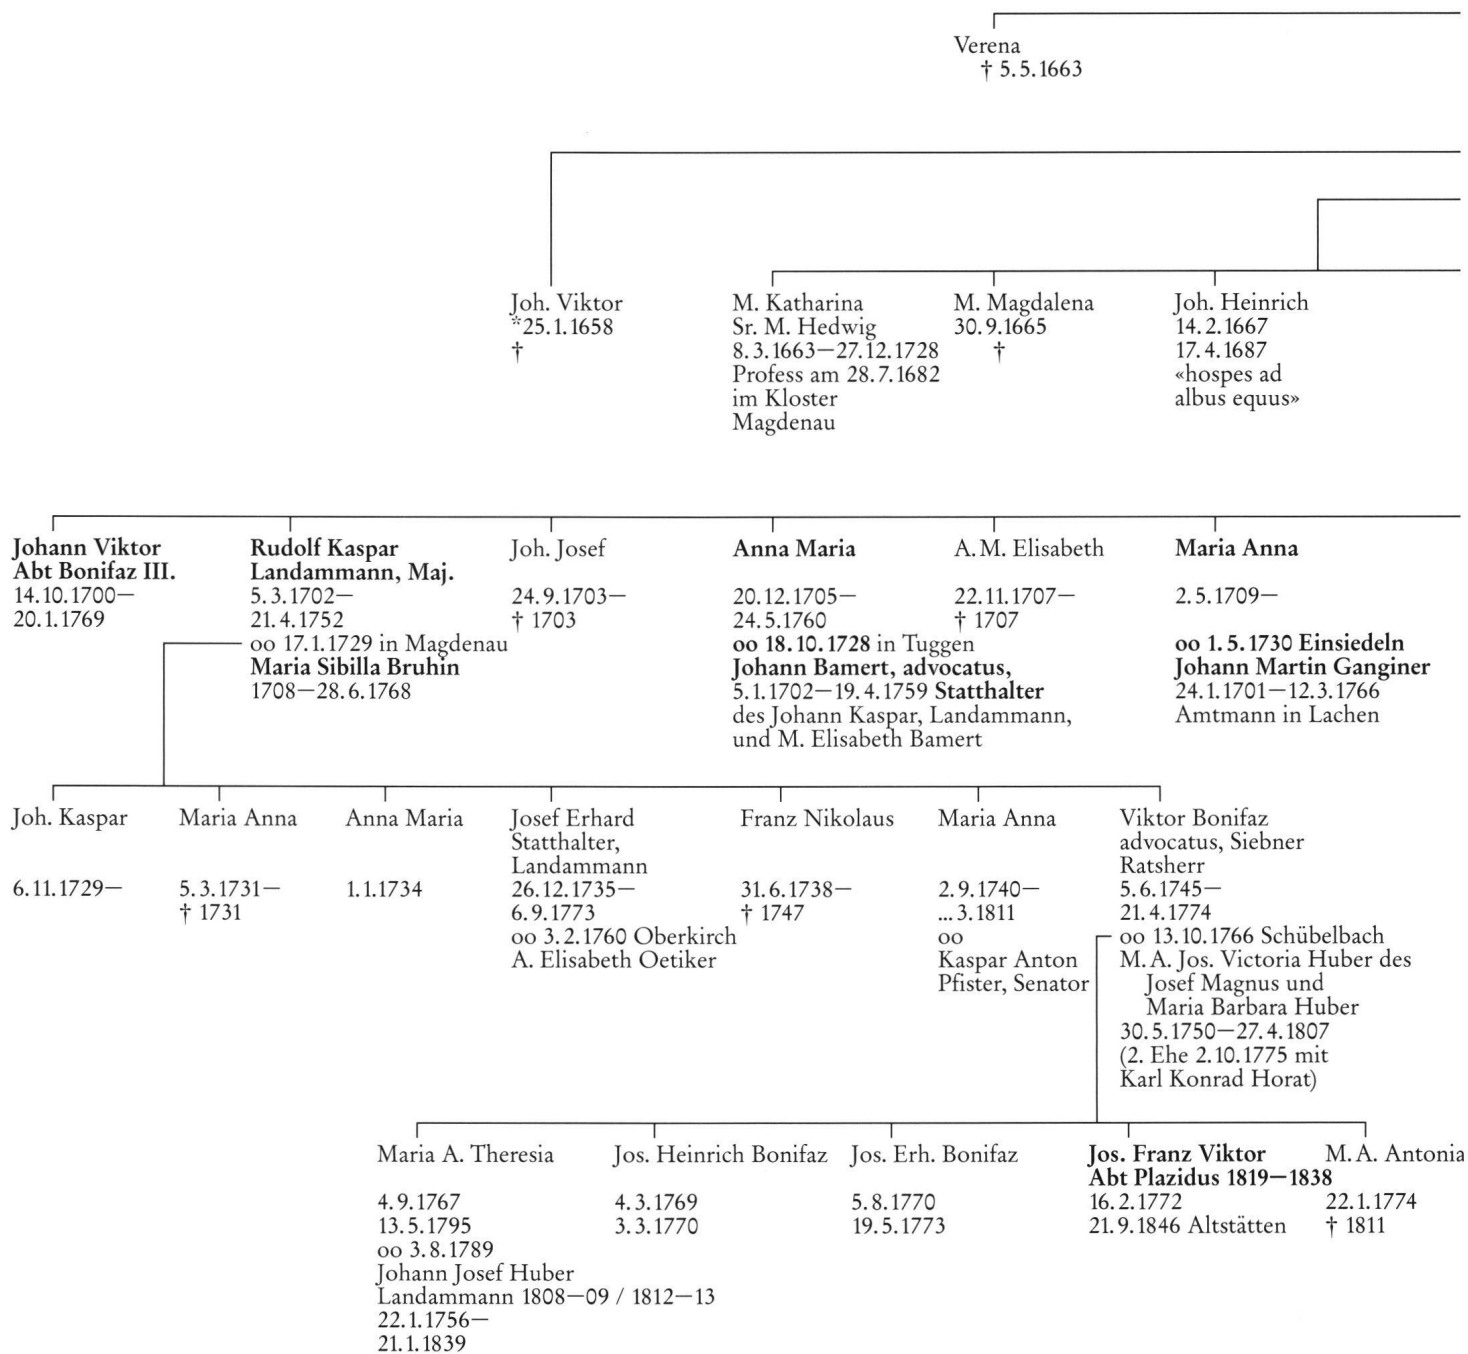 Verena
† 5.5.1663
Joh. Viktor
*25.1.1658
†
M. Katharina
Sr. M. Hedwig
8.3.1663—27.12.1728
Profess am 28.7.1682
im Kloster
Magdenau
M. Magdalena
30.9.1665
†
Joh. Heinrich
14.2.1667
17.4.1687
«hospes ad
albus equus»
Johann Viktor
Abt Bonifaz III.
14.10.1700—
20.1.1769
Rudolf Kaspar
Landammann, Maj.
5.3.1702—
21.4.1752
oo 17.1.1729 in Magdenau
Maria Sibilla Bruhin
1708—28.6.1768
Joh. Josef
24.9.1703—
† 1703
Anna Maria
20.12.1705—
24.5.1760
oo 18.10.1728 in Tuggen
Johann Bamert, advocatus,
5.1.1702—19.4.1759 Statthalter
des Johann Kaspar, Landammann,
und M. Elisabeth Bamert
A.M. Elisabeth
22.11.1707—
† 1707
Maria Anna
2.5.1709—
oo 1.5.1730 Einsiedeln
Johann Martin Ganginer
24.1.1701—12.3.1766
Amtmann in Lachen
Joh. Kaspar
6.11.1729—
Maria Anna
5.3.1731—
† 1731
Anna Maria
1.1.1734
Josef Erhard
Statthalter,
Landammann
26.12.1735—
6.9.1773
oo 3.2.1760 Oberkirch
A. Elisabeth Oetiker
Franz Nikolaus
31.6.1738—
† 1747
Maria Anna
2.9.1740—
...3.1811
oo
Kaspar Anton
Pfister, Senator
Viktor Bonifaz
advocatus, Siebner
Ratsherr
5.6.1745—
21.4.1774
oo 13.10.1766 Schübelbach
M.A. Jos. Victoria Huber des
Josef Magnus und
Maria Barbara Huber
30.5.1750—27.4.1807
(2. Ehe 2.10.1775 mit
Karl Konrad Horat)
Maria A. Theresia
4.9.1767
13.5.1795
oo 3.8.1789
Johann Josef Huber
Landammann 1808—09 / 1812—13
22.1.1756—
21.1.1839
Jos. Heinrich Bonifaz
4.3.1769
3.3.1770
Jos. Erh. Bonifaz
5.8.1770
19.5.1773
Jos. Franz Viktor
Abt Plazidus 1819—1838
16.2.1772
21.9.1846 Altstätten
M.A. Antonia
22.1.1774
† 1811